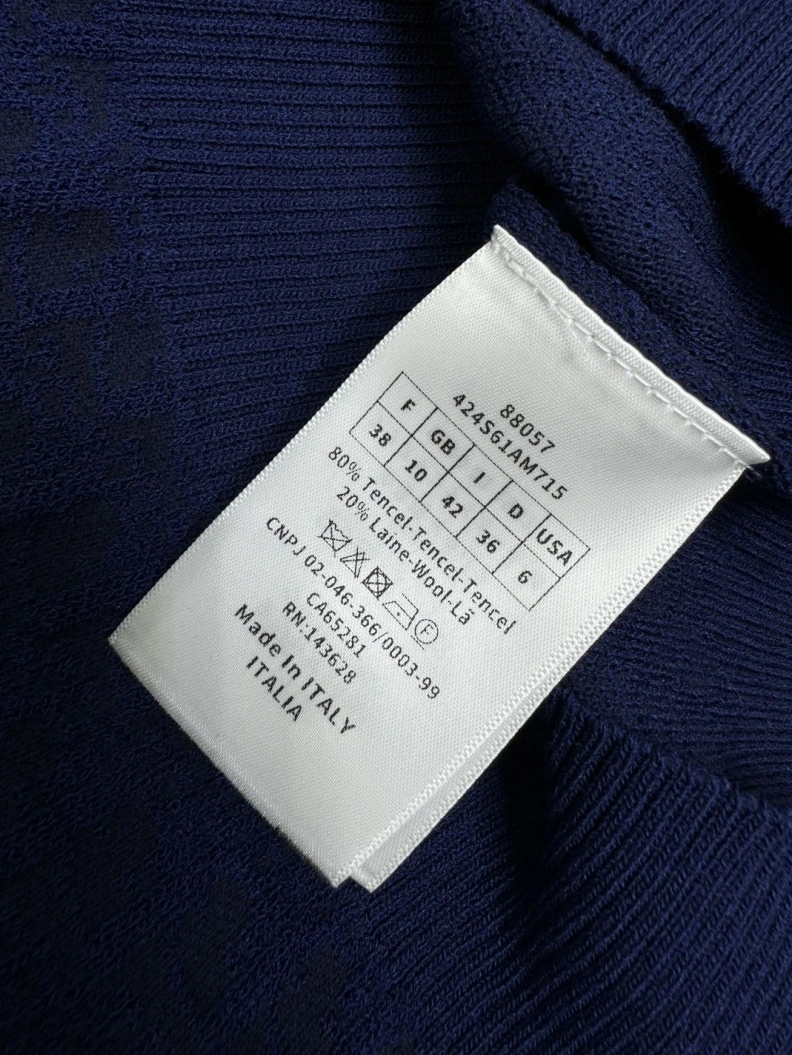 88057
424S61AM715
F GB I D USA
38 10 42 36 6
80% Tencel-Tencel-Tencel
20% Laine-Wool-Lã
F
CNPJ 02-046-366/0003-99
CA65281
RN:143628
Made In ITALY
ITALIA